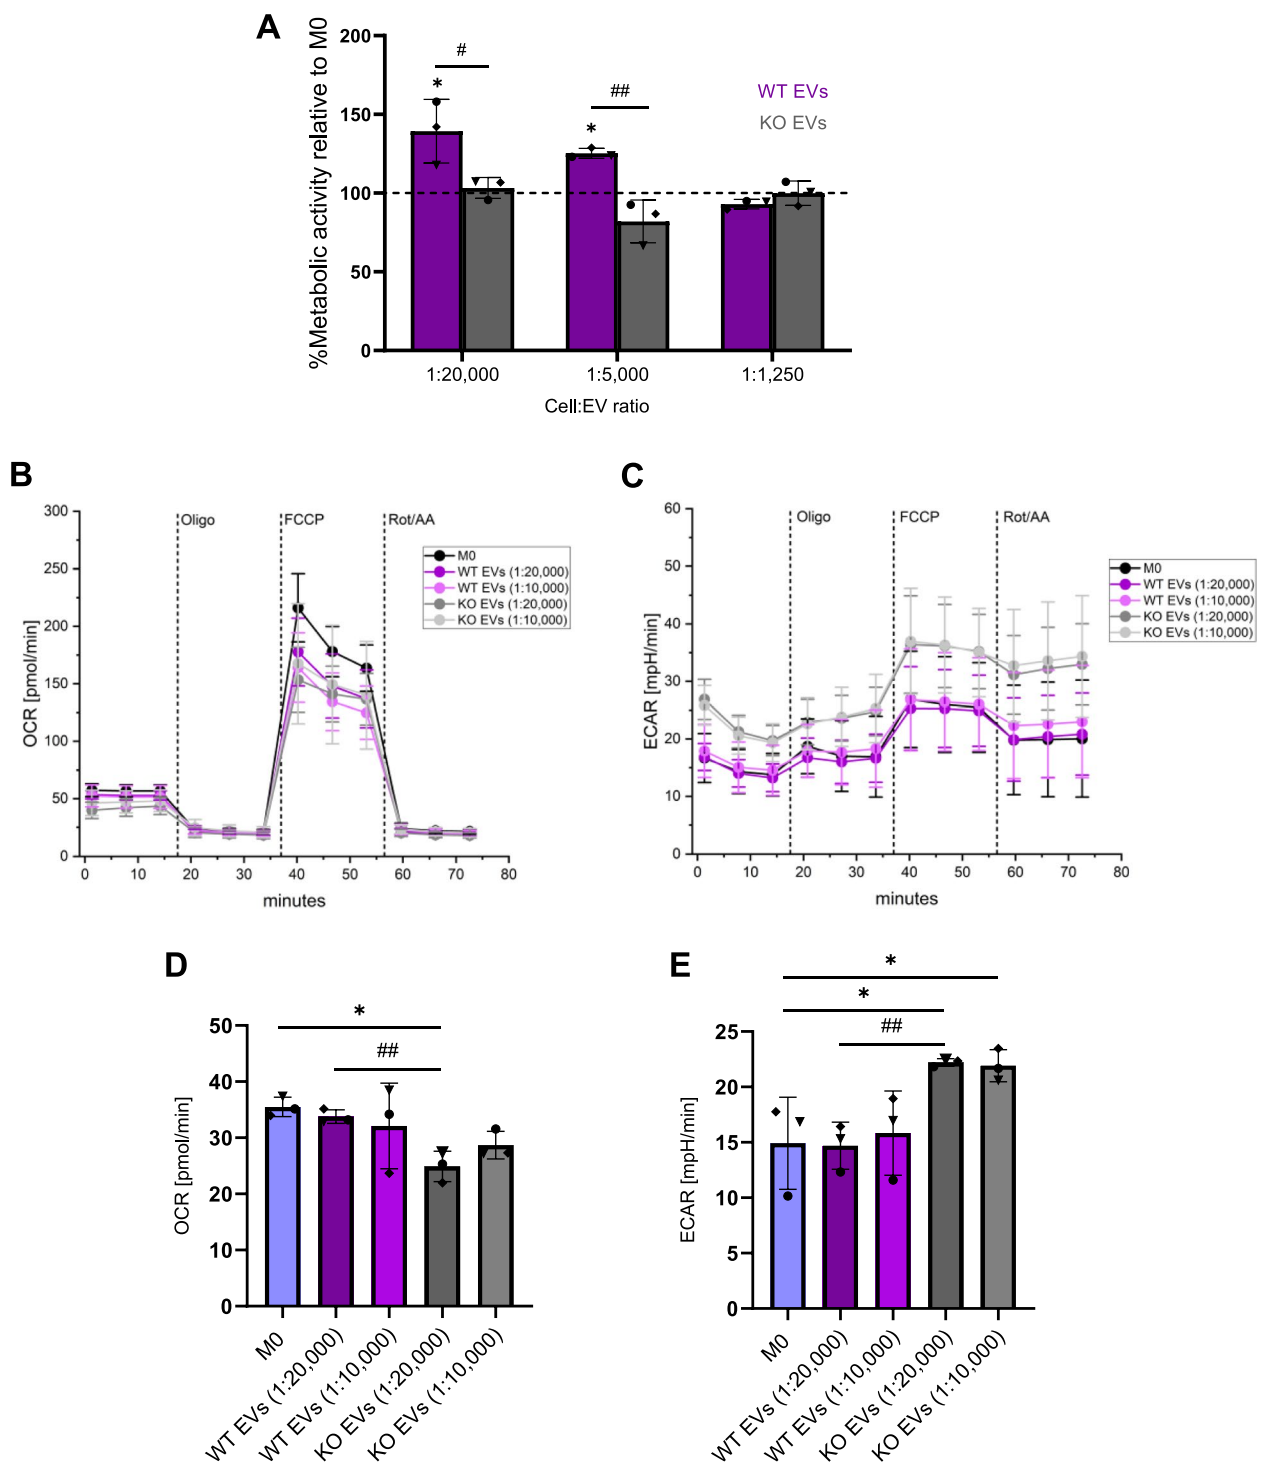 A
%Metabolic activity relative to M0
200
150
100
50
0
#
*
##
*
WT EVs
KO EVs
1:20,000
1:5,000
1:1,250
Cell:EV ratio
B
OCR [pmol/min]
300
250
200
150
100
50
0
Oligo
FCCP
Rot/AA
M0
WT EVs (1:20,000)
WT EVs (1:10,000)
KO EVs (1:20,000)
KO EVs (1:10,000)
0 10 20 30 40 50 60 70 80
minutes
C
ECAR [mpH/min]
60
50
40
30
20
10
0
Oligo
FCCP
Rot/AA
M0
WT EVs (1:20,000)
WT EVs (1:10,000)
KO EVs (1:20,000)
KO EVs (1:10,000)
0 10 20 30 40 50 60 70 80
minutes
D
OCR [pmol/min]
50
40
30
20
10
0
*
##
M0
WT EVs (1:20,000)
WT EVs (1:10,000)
KO EVs (1:20,000)
KO EVs (1:10,000)
E
ECAR [mpH/min]
25
20
15
10
5
0
*
*
##
M0
WT EVs (1:20,000)
WT EVs (1:10,000)
KO EVs (1:20,000)
KO EVs (1:10,000)